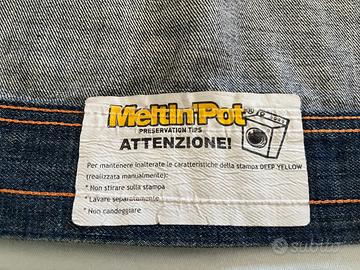 Meltin'Pot
PRESERVATION TIPS
ATTENZIONE!
Per mantenere inalterate le caratteristiche della stampa DEEP YELLOW
(realizzata manualmente):
* Non stirare sulla stampa
* Lavare separatamente
* Non candeggiare
subito